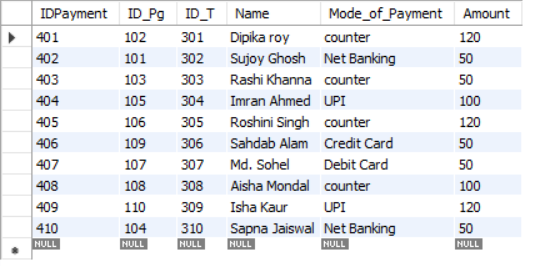 IDPayment ID_Pg ID_T Name Mode_of_Payment Amount
401 102 301 Dipika roy counter 120
402 101 302 Sujoy Ghosh Net Banking 50
403 103 303 Rashi Khanna counter 50
404 105 304 Imran Ahmed UPI 100
405 106 305 Roshini Singh counter 120
406 109 306 Sahdab Alam Credit Card 50
407 107 307 Md. Sohel Debit Card 50
408 108 308 Aisha Mondal counter 100
409 110 309 Isha Kaur UPI 120
410 104 310 Sapna Jaiswal Net Banking 50
NULL NULL NULL NULL NULL NULL